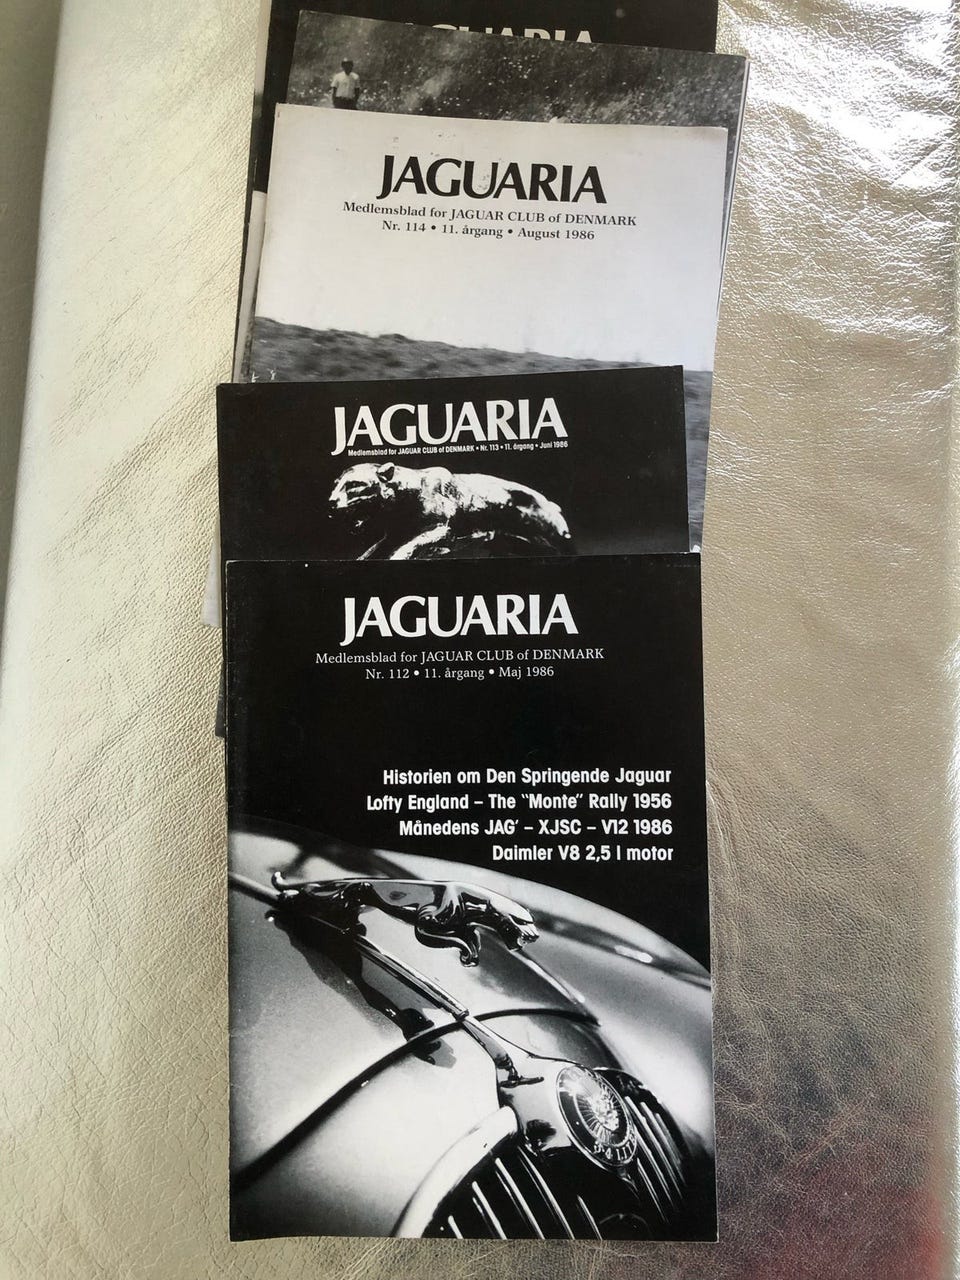 JAGUARIA
JAGUARIA
Medlemsblad for JAGUAR CLUB of DENMARK
Nr. 114 • 11. årgang • August 1986
JAGUARIA
Medlemsblad for JAGUAR CLUB of DENMARK • Nr. 113 • 11. årgang • Juni 1986
JAGUARIA
Medlemsblad for JAGUAR CLUB of DENMARK
Nr. 112 • 11. årgang • Maj 1986
Historien om Den Springende Jaguar
Lofty England – The "Monte" Rally 1956
Månedens JAG' – XJSC – V12 1986
Daimler V8 2,5 l motor